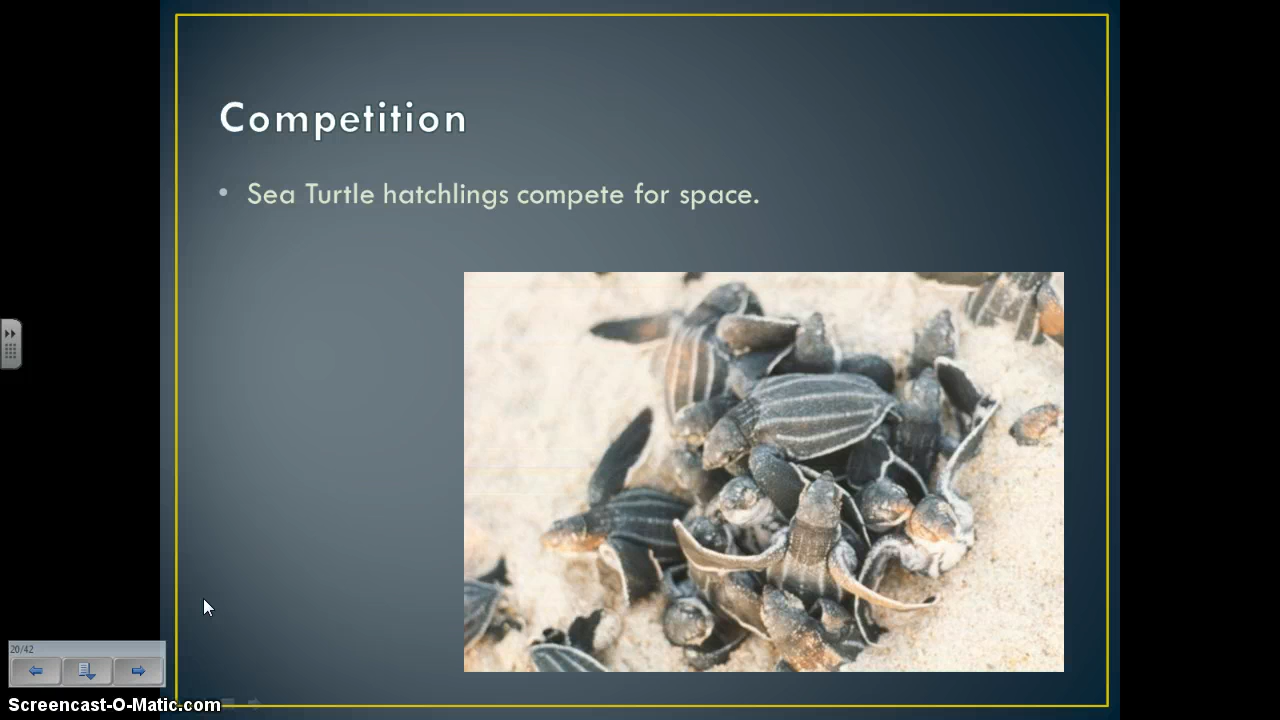 Competition
• Sea Turtle hatchlings compete for space.
20/42
Screencast-O-Matic.com